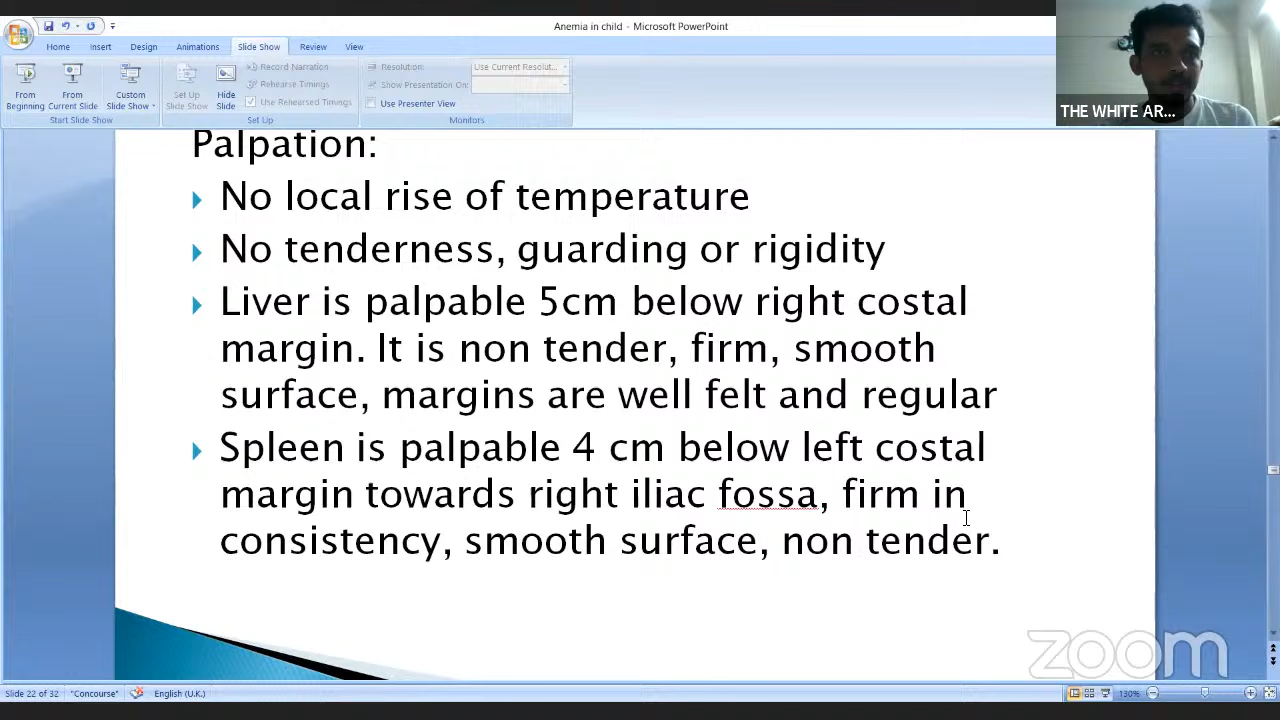 Anemia in child - Microsoft PowerPoint
Home Insert Design Animations Slide Show Review View
From Beginning
From Current Slide
Custom Slide Show
Start Slide Show
Set Up Slide Show
Hide Slide
Record Narration
Rehearse Timings
Use Rehearsed Timings
Set Up
Resolution: Use Current Resolut...
Show Presentation On:
Use Presenter View
Monitors
THE WHITE AR...
Palpation:
No local rise of temperature
No tenderness, guarding or rigidity
Liver is palpable 5cm below right costal
margin. It is non tender, firm, smooth
surface, margins are well felt and regular
Spleen is palpable 4 cm below left costal
margin towards right iliac fossa, firm in
consistency, smooth surface, non tender.
zoom
Slide 22 of 32 "Concourse" English (U.K.) 130%